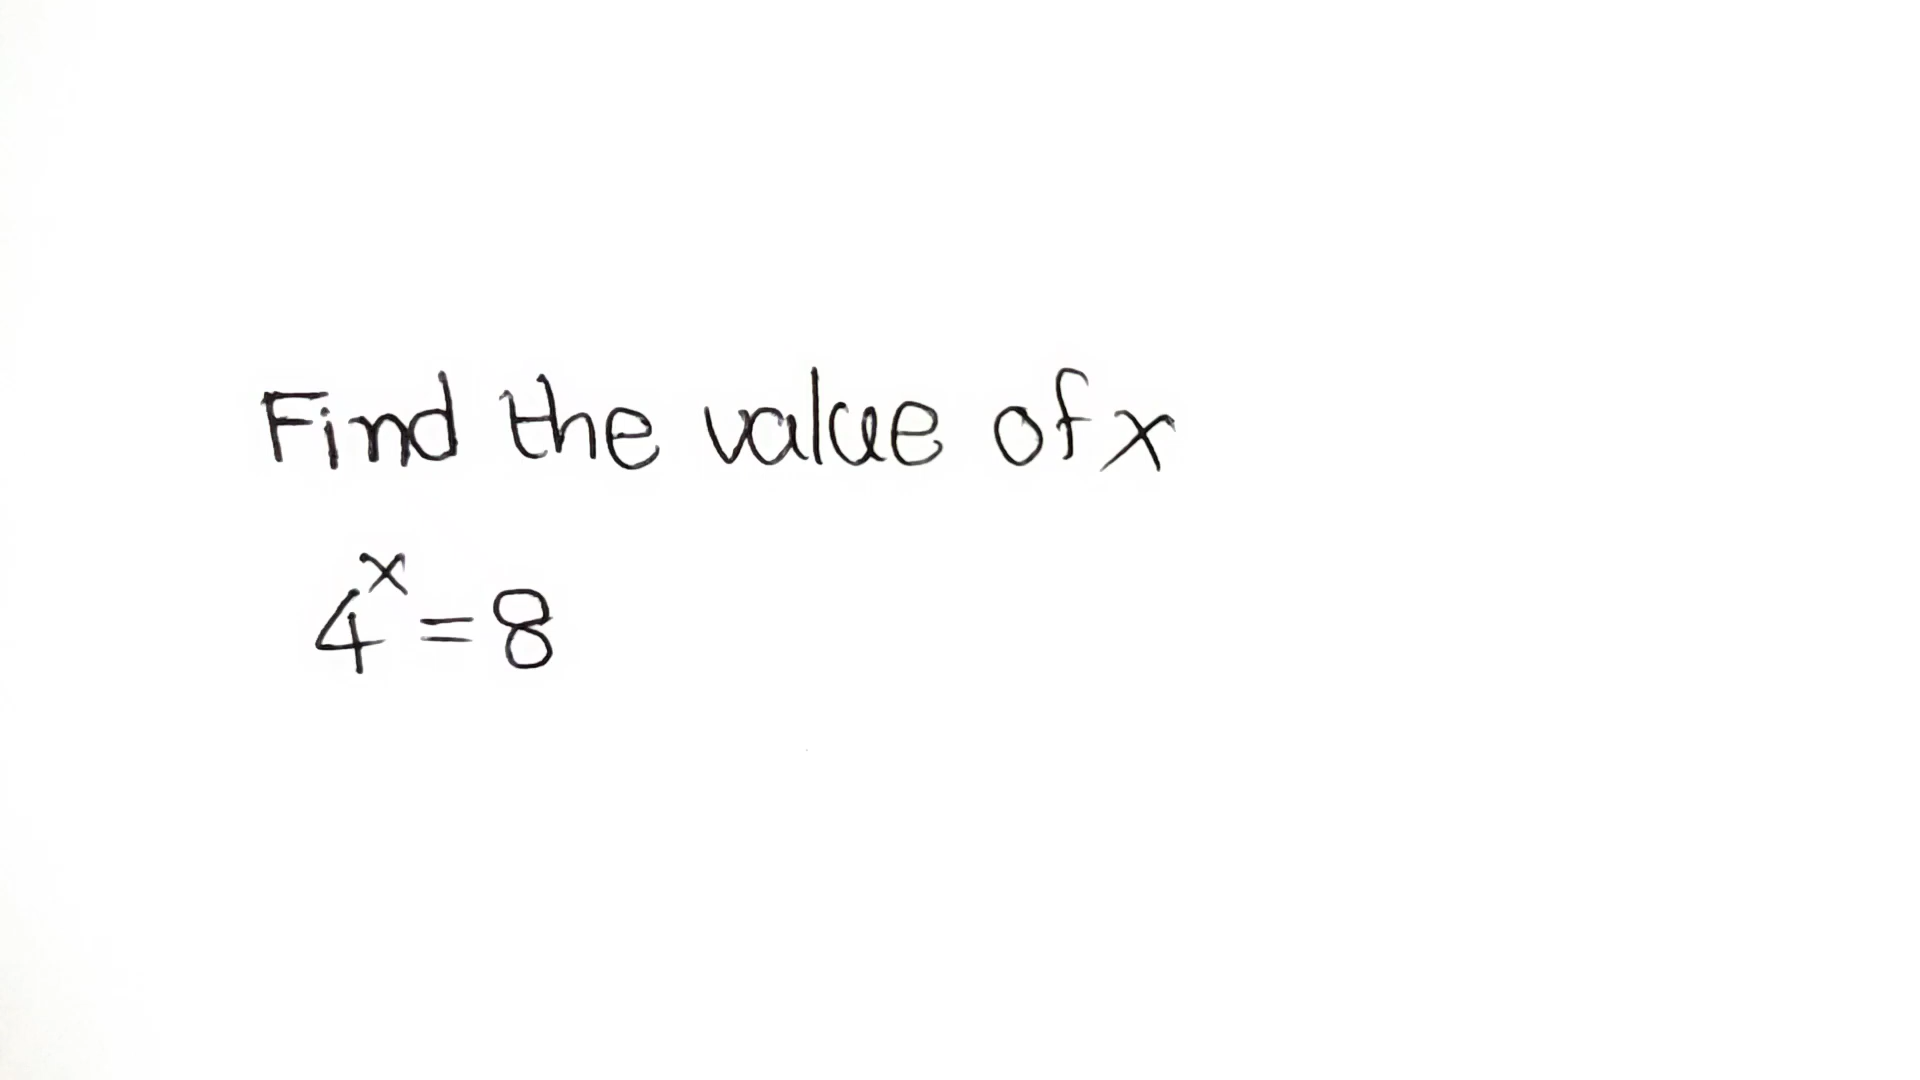 Find the value of x
4^x = 8